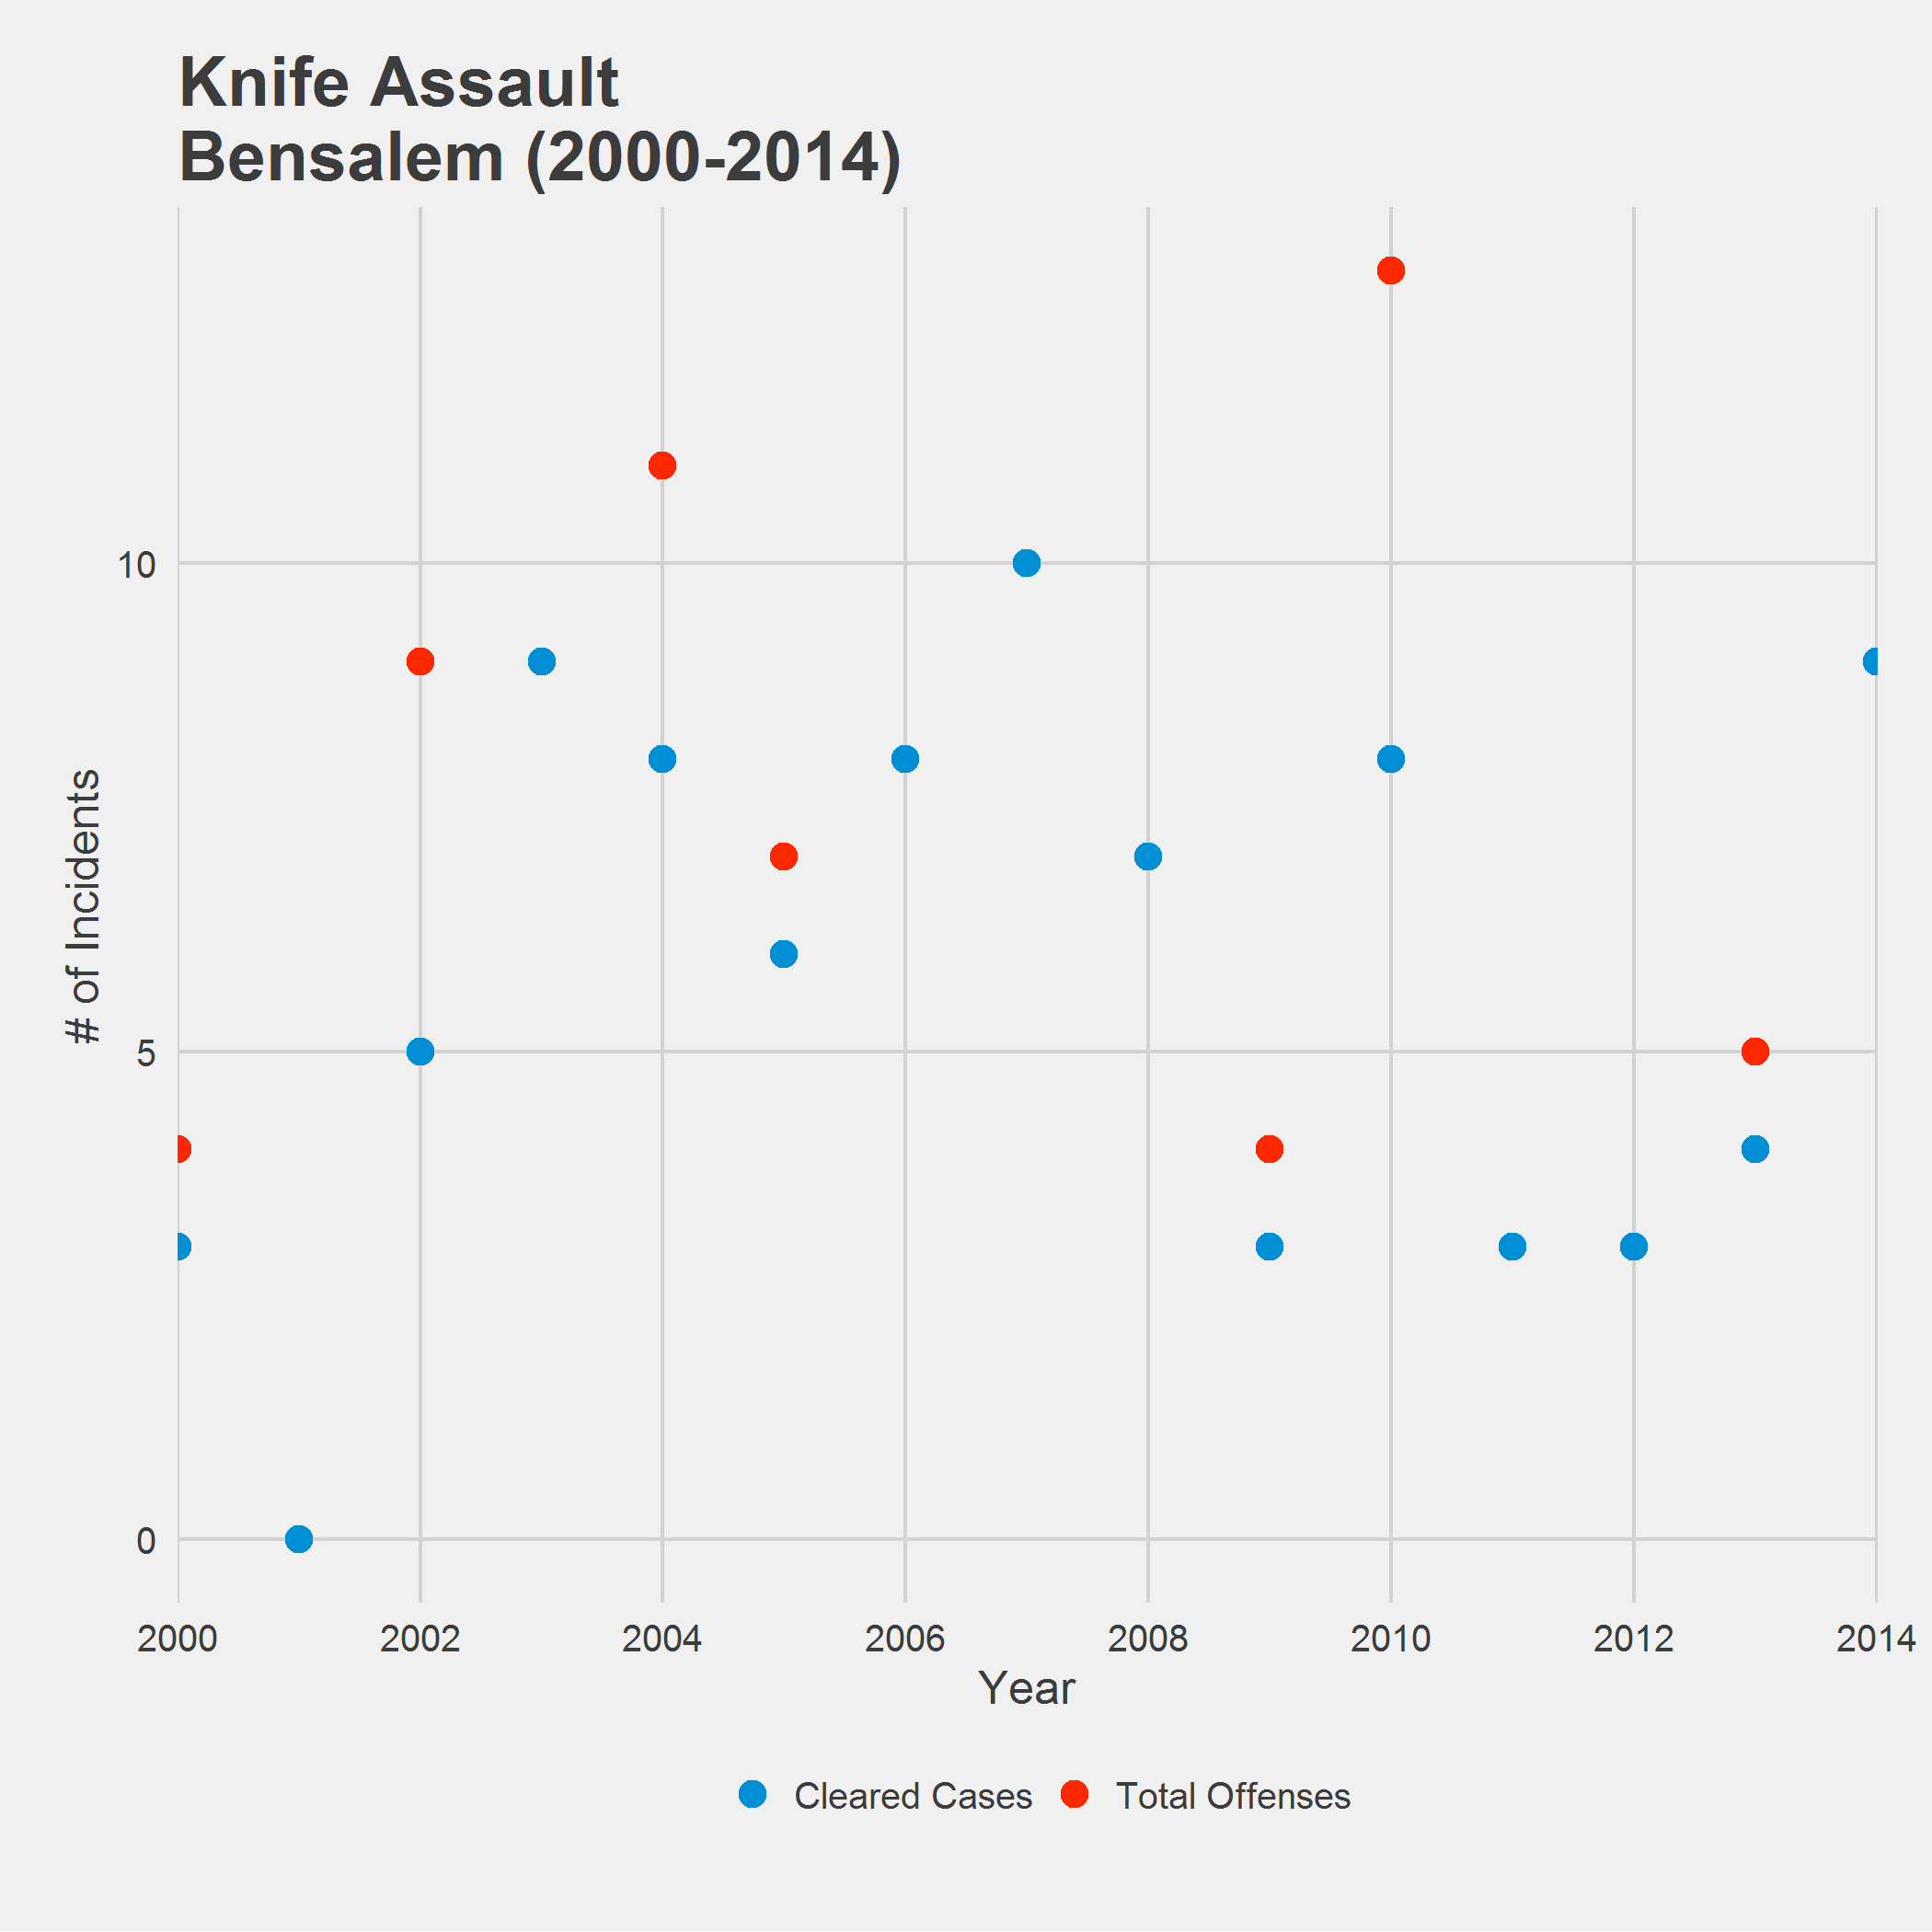 Knife Assault
Bensalem (2000-2014)
# of Incidents
10
5
0
2000 2002 2004 2006 2008 2010 2012 2014
Year
Cleared Cases Total Offenses